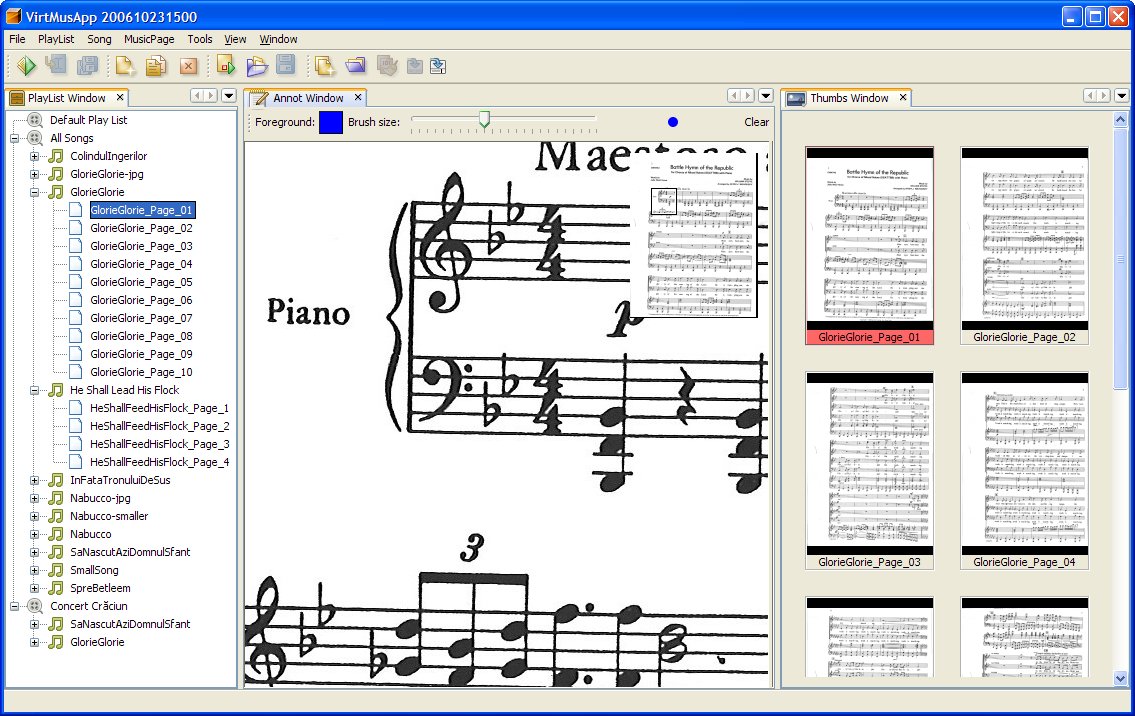 VirtMusApp 200610231500
File PlayList Song MusicPage Tools View Window
PlayList Window
Default Play List
All Songs
ColindulIngerilor
GlorieGlorie-jpg
GlorieGlorie
GlorieGlorie_Page_01
GlorieGlorie_Page_02
GlorieGlorie_Page_03
GlorieGlorie_Page_04
GlorieGlorie_Page_05
GlorieGlorie_Page_06
GlorieGlorie_Page_07
GlorieGlorie_Page_08
GlorieGlorie_Page_09
GlorieGlorie_Page_10
He Shall Lead His Flock
HeShallFeedHisFlock_Page_1
HeShallFeedHisFlock_Page_2
HeShallFeedHisFlock_Page_3
HeShallFeedHisFlock_Page_4
InFataTronuluiDeSus
Nabucco-jpg
Nabucco-smaller
Nabucco
SaNascutAziDomnulSfant
SmallSong
SpreBetleem
Concert Crăciun
SaNascutAziDomnulSfant
GlorieGlorie
Annot Window
Foreground: Brush size: Clear
Maestoso
Battle Hymn of the Republic
Piano
p
3
Thumbs Window
Battle Hymn of the Republic
GlorieGlorie_Page_01
GlorieGlorie_Page_02
GlorieGlorie_Page_03
GlorieGlorie_Page_04